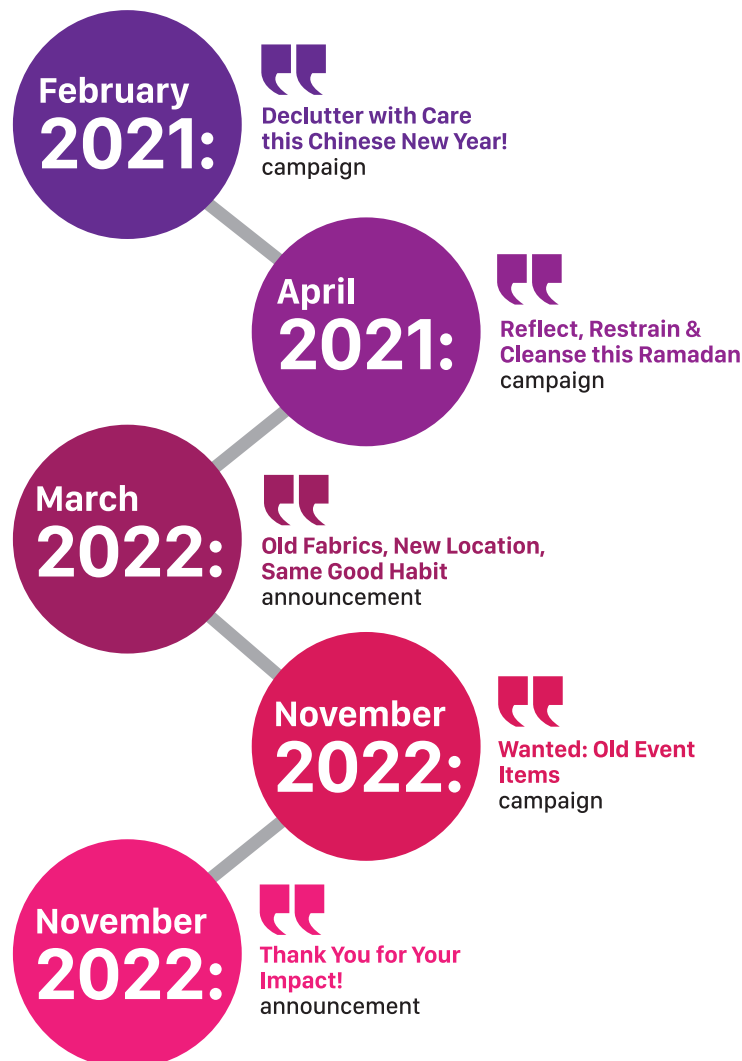 February
2021:
Declutter with Care
this Chinese New Year!
campaign
April
2021:
Reflect, Restrain &
Cleanse this Ramadan
campaign
March
2022:
Old Fabrics, New Location,
Same Good Habit
announcement
November
2022:
Wanted: Old Event
Items
campaign
November
2022:
Thank You for Your
Impact!
announcement